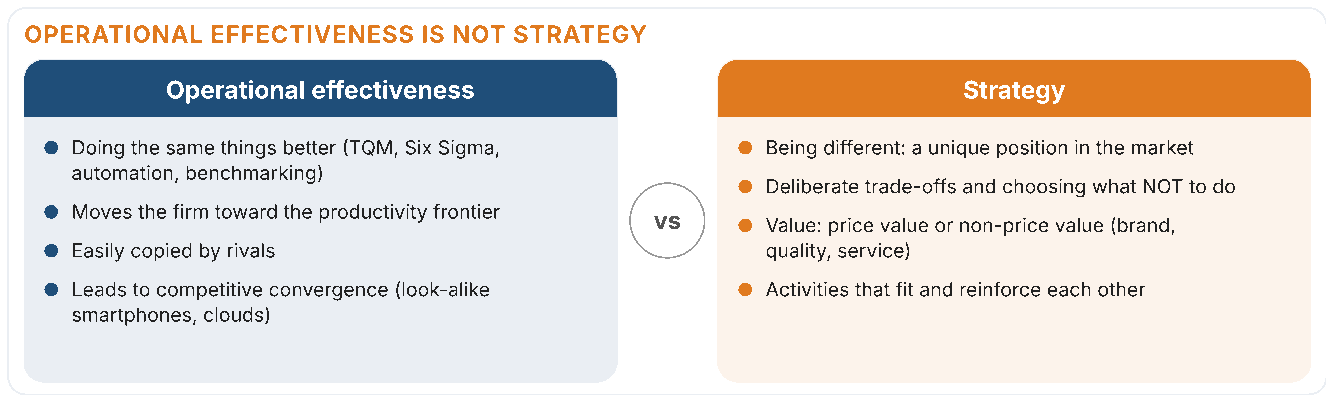 OPERATIONAL EFFECTIVENESS IS NOT STRATEGY
Operational effectiveness
Doing the same things better (TQM, Six Sigma,
automation, benchmarking)
Moves the firm toward the productivity frontier
Easily copied by rivals
Leads to competitive convergence (look-alike
smartphones, clouds)
vs
Strategy
Being different: a unique position in the market
Deliberate trade-offs and choosing what NOT to do
Value: price value or non-price value (brand,
quality, service)
Activities that fit and reinforce each other